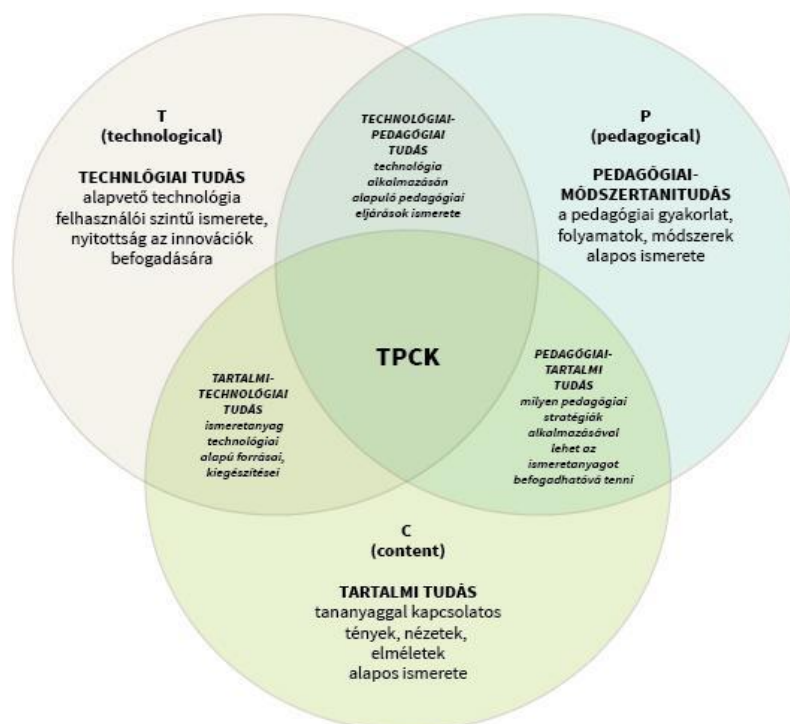 T
(technological)
TECHNLÓGIAI TUDÁS
alapvető technológia
felhasználói szintű ismerete,
nyitottság az innovációk
befogadására
TECHNOLÓGIAI-
PEDAGÓGIAI
TUDÁS
technológia
alkalmazásán
alapuló pedagógiai
eljárások ismerete
P
(pedagogical)
PEDAGÓGIAI-
MÓDSZERTANITUDÁS
a pedagógiai gyakorlat,
folyamatok, módszerek
alapos ismerete
TPCK
TARTALMI-
TECHNOLÓGIAI
TUDÁS
ismeretanyag
technológiai
alapú forrásai,
kiegészítései
PEDAGÓGIAI-
TARTALMI
TUDÁS
milyen pedagógiai
stratégiák
alkalmazásával
lehet az
ismeretanyagot
befogadhatóvá tenni
C
(content)
TARTALMI TUDÁS
tananyaggal kapcsolatos
tények, nézetek,
elméletek
alapos ismerete